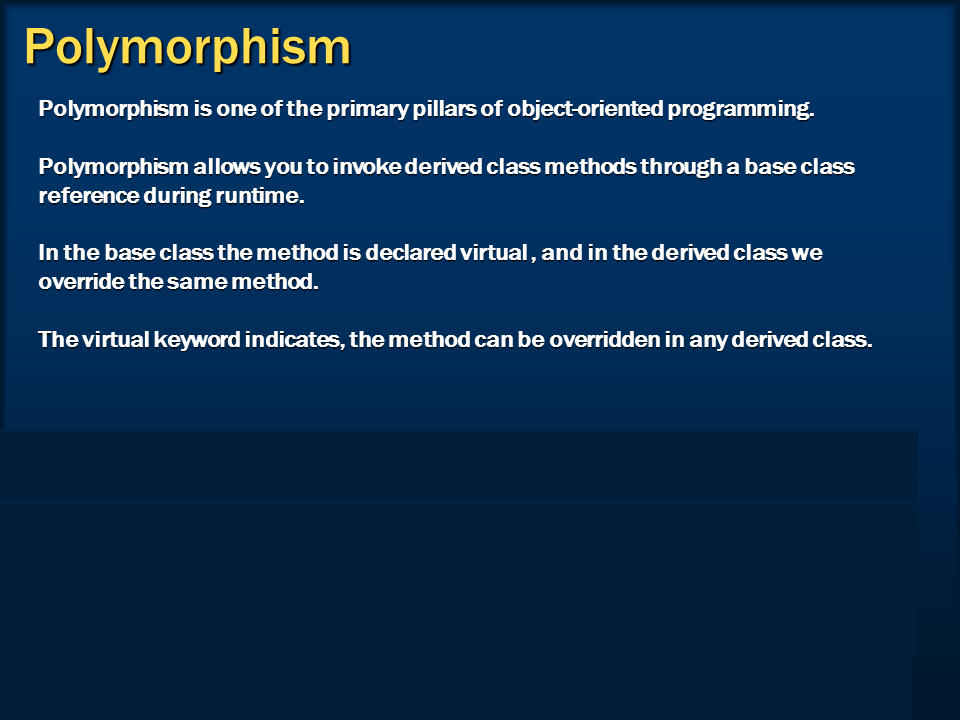 Polymorphism
Polymorphism is one of the primary pillars of object-oriented programming.
Polymorphism allows you to invoke derived class methods through a base class
reference during runtime.
In the base class the method is declared virtual , and in the derived class we
override the same method.
The virtual keyword indicates, the method can be overridden in any derived class.